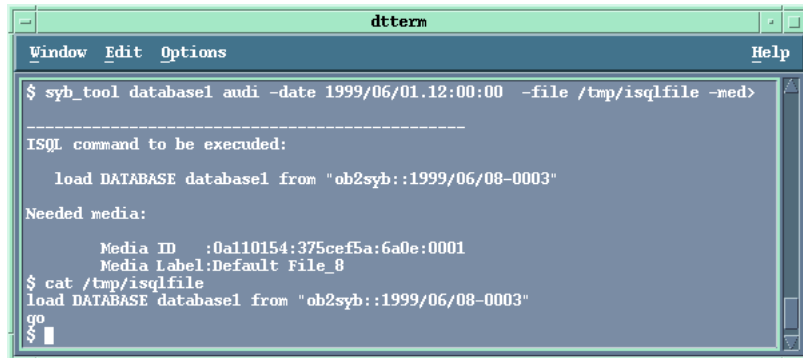 dtterm
Window Edit Options Help
$ syb_tool database1 audi -date 1999/06/01.12:00:00 -file /tmp/isqlfile -med>
-----------------------------------------------
ISQL command to be execuded:
load DATABASE database1 from "ob2syb::1999/06/08-0003"
Needed media:
Media ID :0a110154:375cef5a:6a0e:0001
Media Label:Default File_8
$ cat /tmp/isqlfile
load DATABASE database1 from "ob2syb::1999/06/08-0003"
go
$